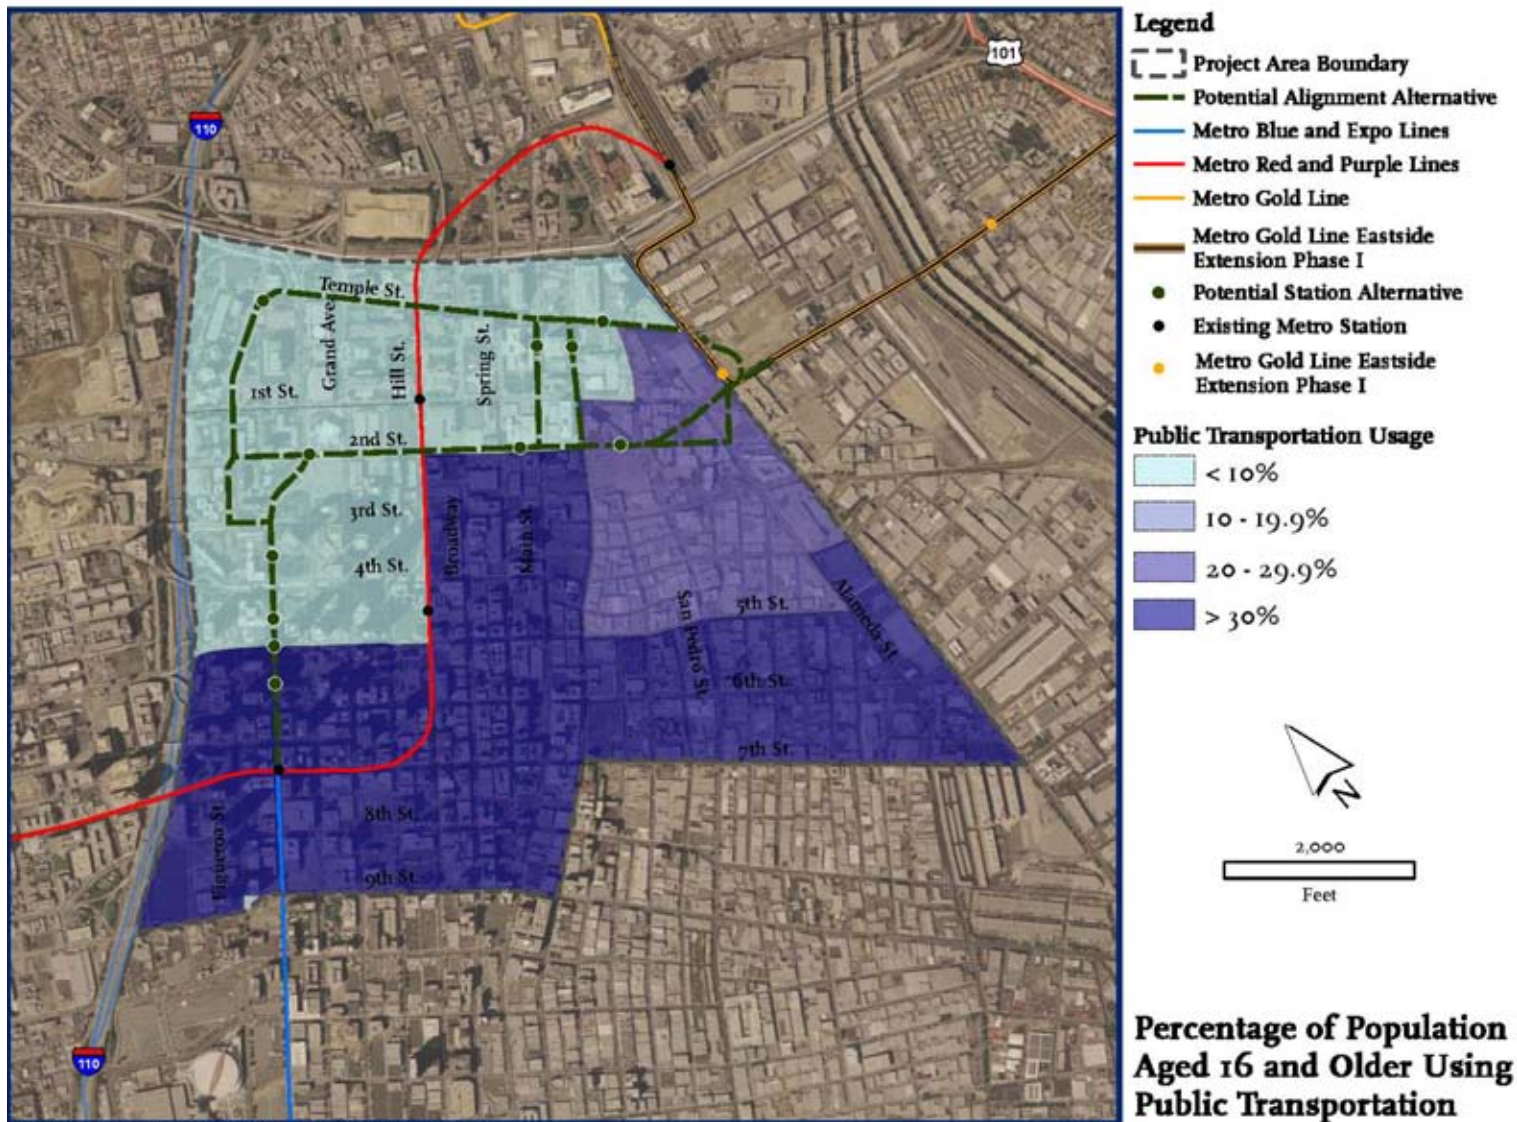 101
110
Temple St.
Grand Ave.
Hill St.
Spring St.
1st St.
2nd St.
3rd St.
Broadway
Main St.
4th St.
San Pedro St.
5th St.
Alameda St.
6th St.
7th St.
Figueroa St.
8th St.
9th St.
110
Legend
Project Area Boundary
Potential Alignment Alternative
Metro Blue and Expo Lines
Metro Red and Purple Lines
Metro Gold Line
Metro Gold Line Eastside
Extension Phase I
Potential Station Alternative
Existing Metro Station
Metro Gold Line Eastside
Extension Phase I
Public Transportation Usage
< 10%
10 - 19.9%
20 - 29.9%
> 30%
N
2,000
Feet
Percentage of Population
Aged 16 and Older Using
Public Transportation